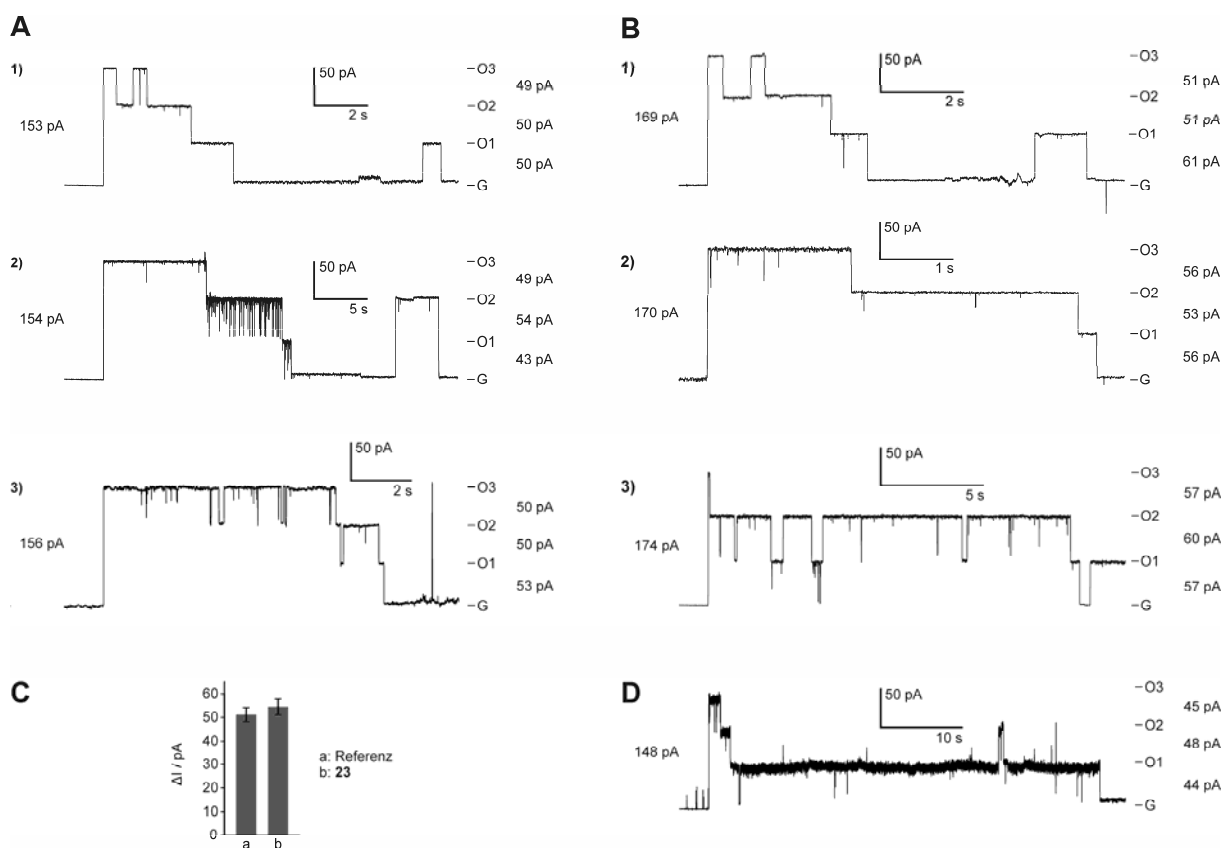 A
1)
153 pA
50 pA
2 s
–O3
–O2
–O1
–G
49 pA
50 pA
50 pA
2)
154 pA
50 pA
5 s
–O3
–O2
–O1
–G
49 pA
54 pA
43 pA
3)
156 pA
50 pA
2 s
–O3
–O2
–O1
–G
50 pA
50 pA
53 pA
B
1)
169 pA
50 pA
2 s
–O3
–O2
–O1
–G
51 pA
51 pA
61 pA
2)
170 pA
50 pA
1 s
–O3
–O2
–O1
–G
56 pA
53 pA
56 pA
3)
174 pA
50 pA
5 s
–O3
–O2
–O1
–G
57 pA
60 pA
57 pA
C
ΔI / pA
60
50
40
30
20
10
0
a
b
a: Referenz
b: 23
D
148 pA
50 pA
10 s
–O3
–O2
–O1
–G
45 pA
48 pA
44 pA